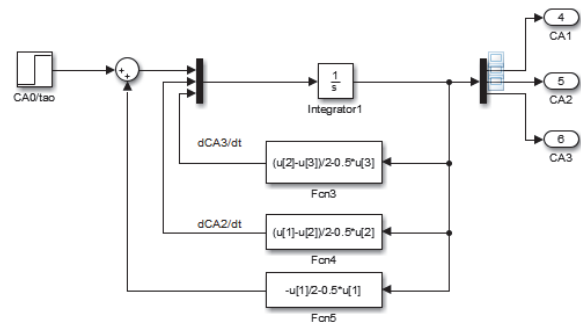 4
CA1
CA0/tao
++
1
s
Integrator1
5
CA2
6
CA3
dCA3/dt
(u[2]-u[3])/2-0.5*u[3]
Fcn3
dCA2/dt
(u[1]-u[2])/2-0.5*u[2]
Fcn4
-u[1]/2-0.5*u[1]
Fcn5